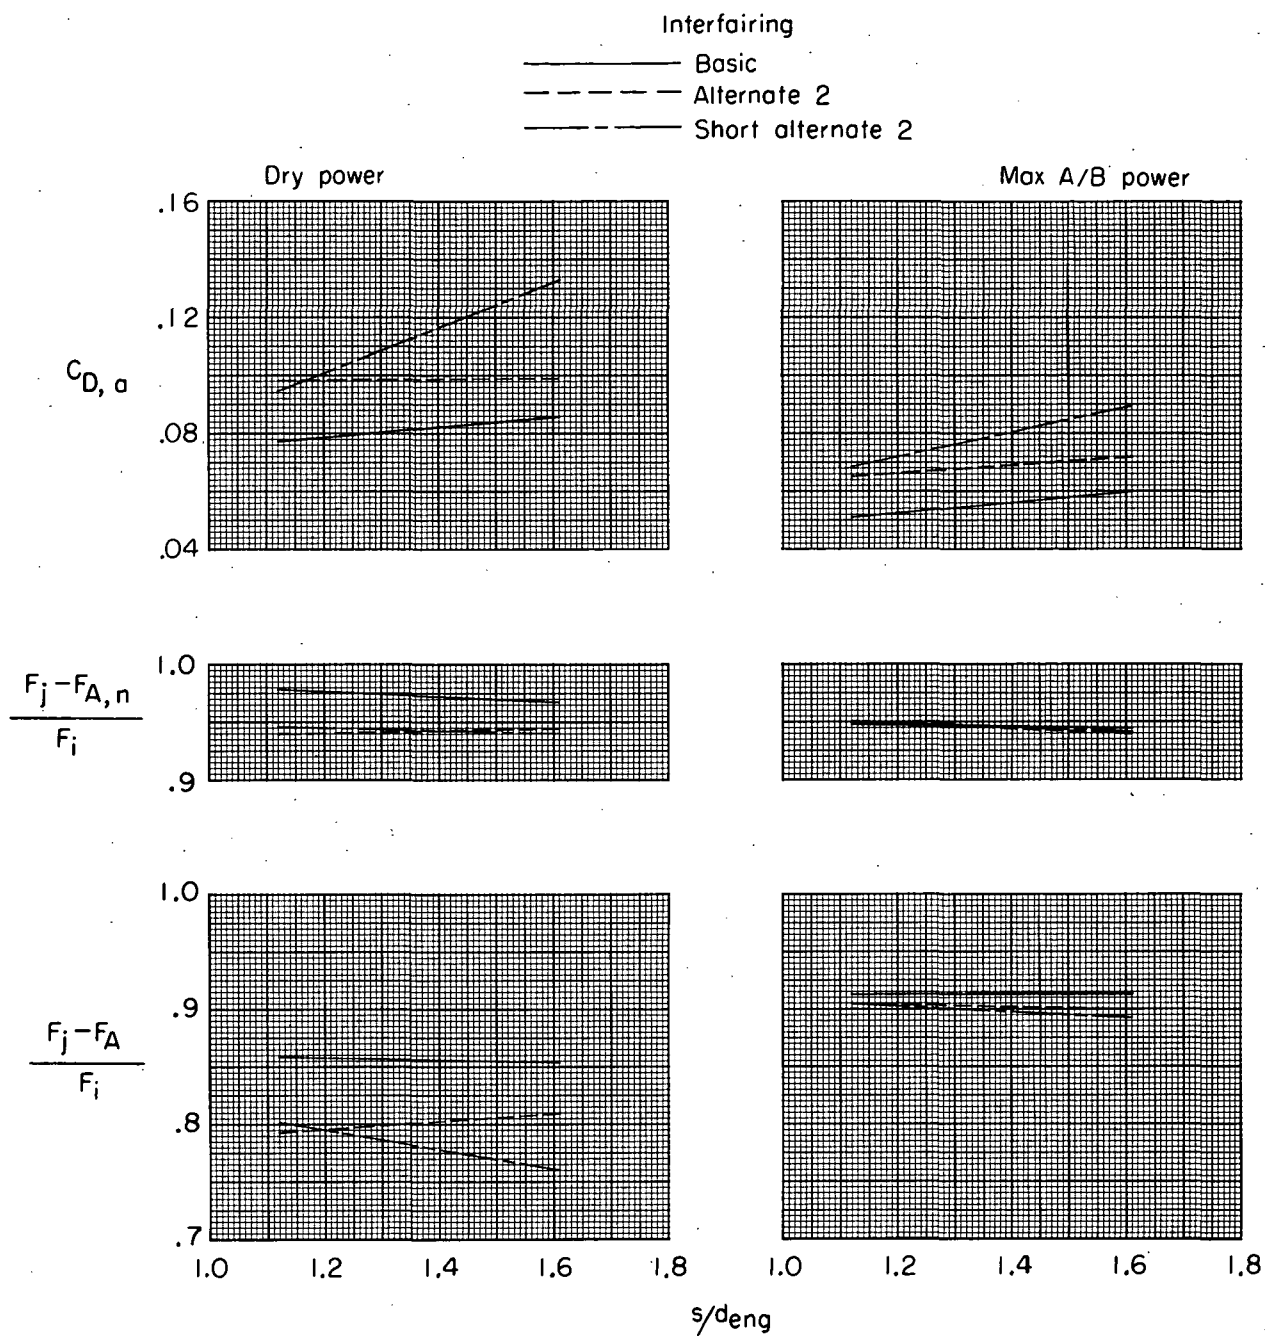 Interfairing
Basic
Alternate 2
Short alternate 2
Dry power
Max A/B power
.16
.12
C_D, a
.08
.04
1.0
F_j - F_A, n
F_i
.9
1.0
.9
F_j - F_A
F_i
.8
.7
1.0 1.2 1.4 1.6 1.8
1.0 1.2 1.4 1.6 1.8
s/d_eng